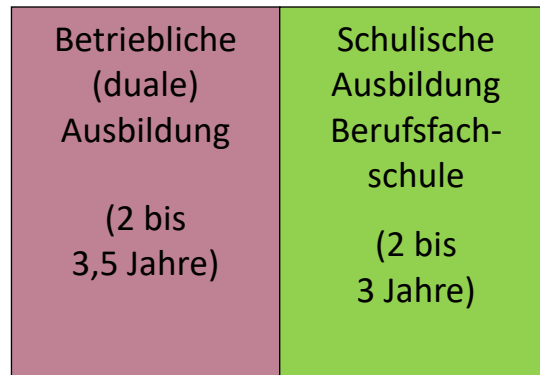 Betriebliche
(duale)
Ausbildung
(2 bis
3,5 Jahre)
Schulische
Ausbildung
Berufsfach-
schule
(2 bis
3 Jahre)